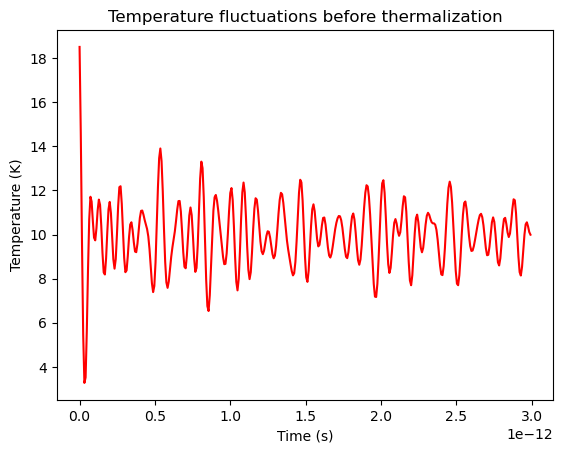 Temperature fluctuations before thermalization
18
16
14
12
10
8
6
4
Temperature (K)
0.0 0.5 1.0 1.5 2.0 2.5 3.0
1e−12
Time (s)